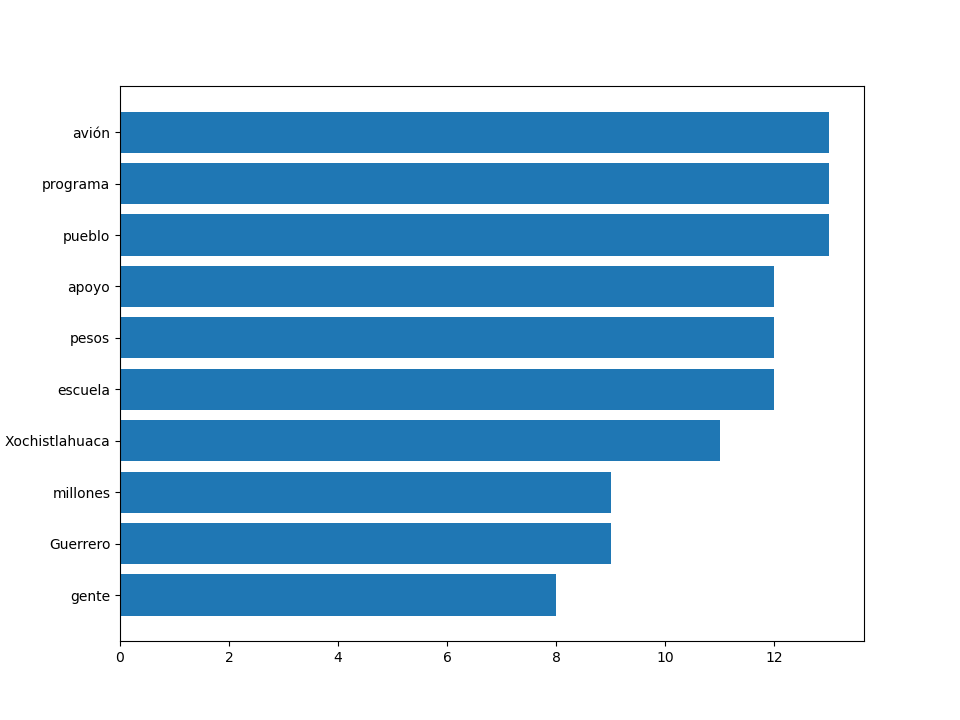 avión
programa
pueblo
apoyo
pesos
escuela
Xochistlahuaca
millones
Guerrero
gente
0 2 4 6 8 10 12